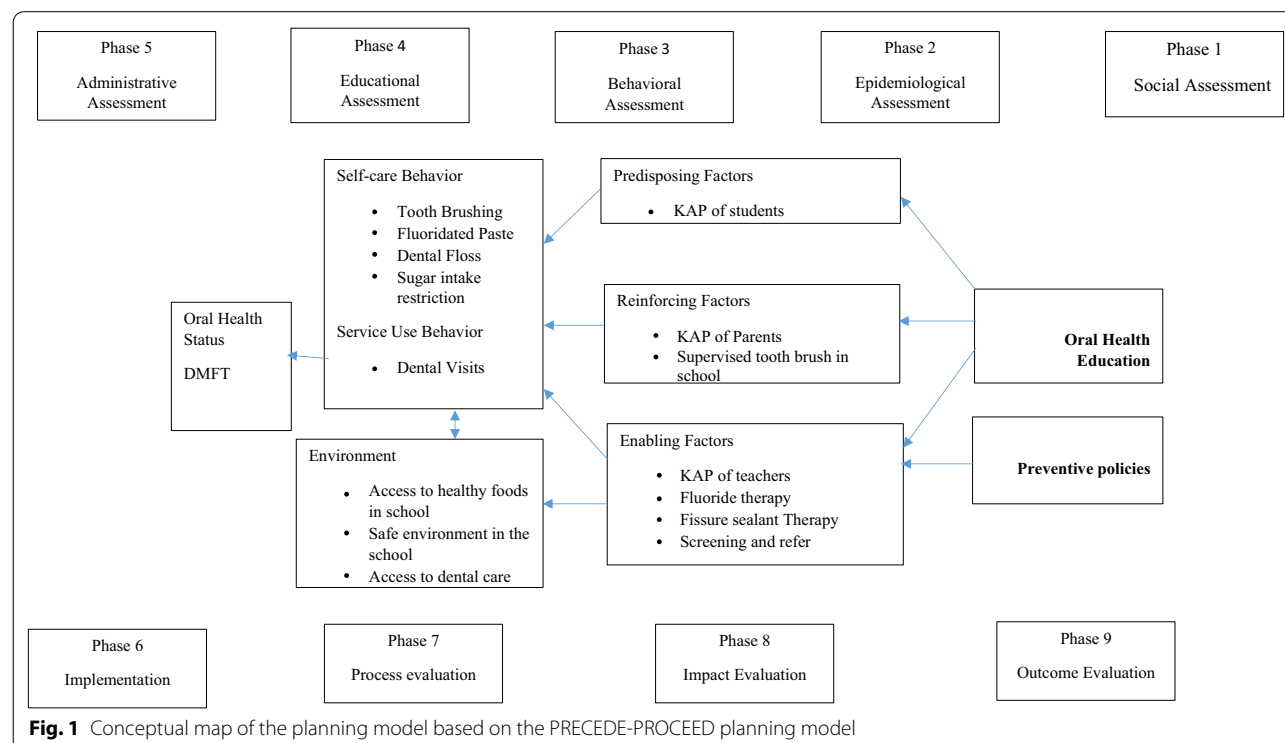 Phase 5
Administrative
Assessment
Phase 4
Educational
Assessment
Phase 3
Behavioral
Assessment
Phase 2
Epidemiological
Assessment
Phase 1
Social Assessment
Self-care Behavior
• Tooth Brushing
• Fluoridated Paste
• Dental Floss
• Sugar intake
restriction
Service Use Behavior
• Dental Visits
Predisposing Factors
• KAP of students
Reinforcing Factors
• KAP of Parents
• Supervised tooth brush in
school
Oral Health
Status
DMFT
Oral Health
Education
Environment
• Access to healthy foods
in school
• Safe environment in the
school
• Access to dental care
Enabling Factors
• KAP of teachers
• Fluoride therapy
• Fissure sealant Therapy
• Screening and refer
Preventive policies
Phase 6
Implementation
Phase 7
Process evaluation
Phase 8
Impact Evaluation
Phase 9
Outcome Evaluation
Fig. 1 Conceptual map of the planning model based on the PRECEDE-PROCEED planning model